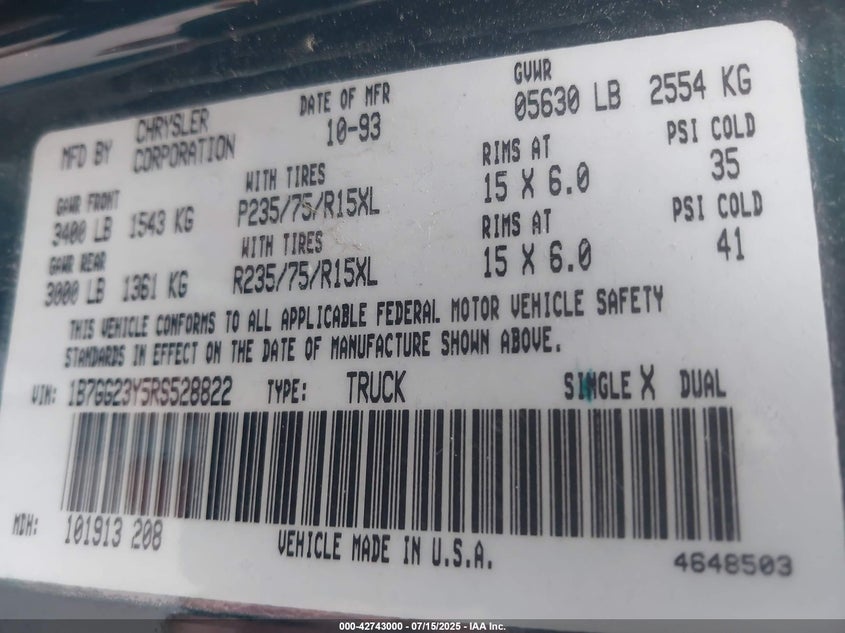 MFD BY CHRYSLER CORPORATION DATE OF MFR 10-93 GVWR 05630 LB 2554 KG
GAWR FRONT WITH TIRES RIMS AT PSI COLD
3400 LB 1543 KG P235/75/R15XL 15 X 6.0 35
GAWR REAR WITH TIRES RIMS AT PSI COLD
3000 LB 1361 KG R235/75/R15XL 15 X 6.0 41
THIS VEHICLE CONFORMS TO ALL APPLICABLE FEDERAL MOTOR VEHICLE SAFETY
STANDARDS IN EFFECT ON THE DATE OF MANUFACTURE SHOWN ABOVE.
VIN: 1B7GG23Y5RS528822 TYPE: TRUCK SINGLE X DUAL
MDH: 101913 208
VEHICLE MADE IN U.S.A.
4648503
000-42743000 - 07/15/2025 - IAA Inc.